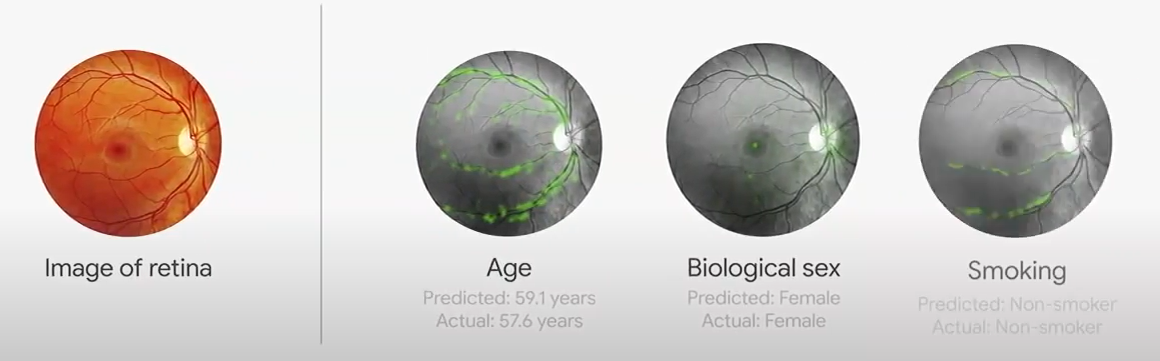 Image of retina
Age
Predicted: 59.1 years
Actual: 57.6 years
Biological sex
Predicted: Female
Actual: Female
Smoking
Predicted: Non-smoker
Actual: Non-smoker